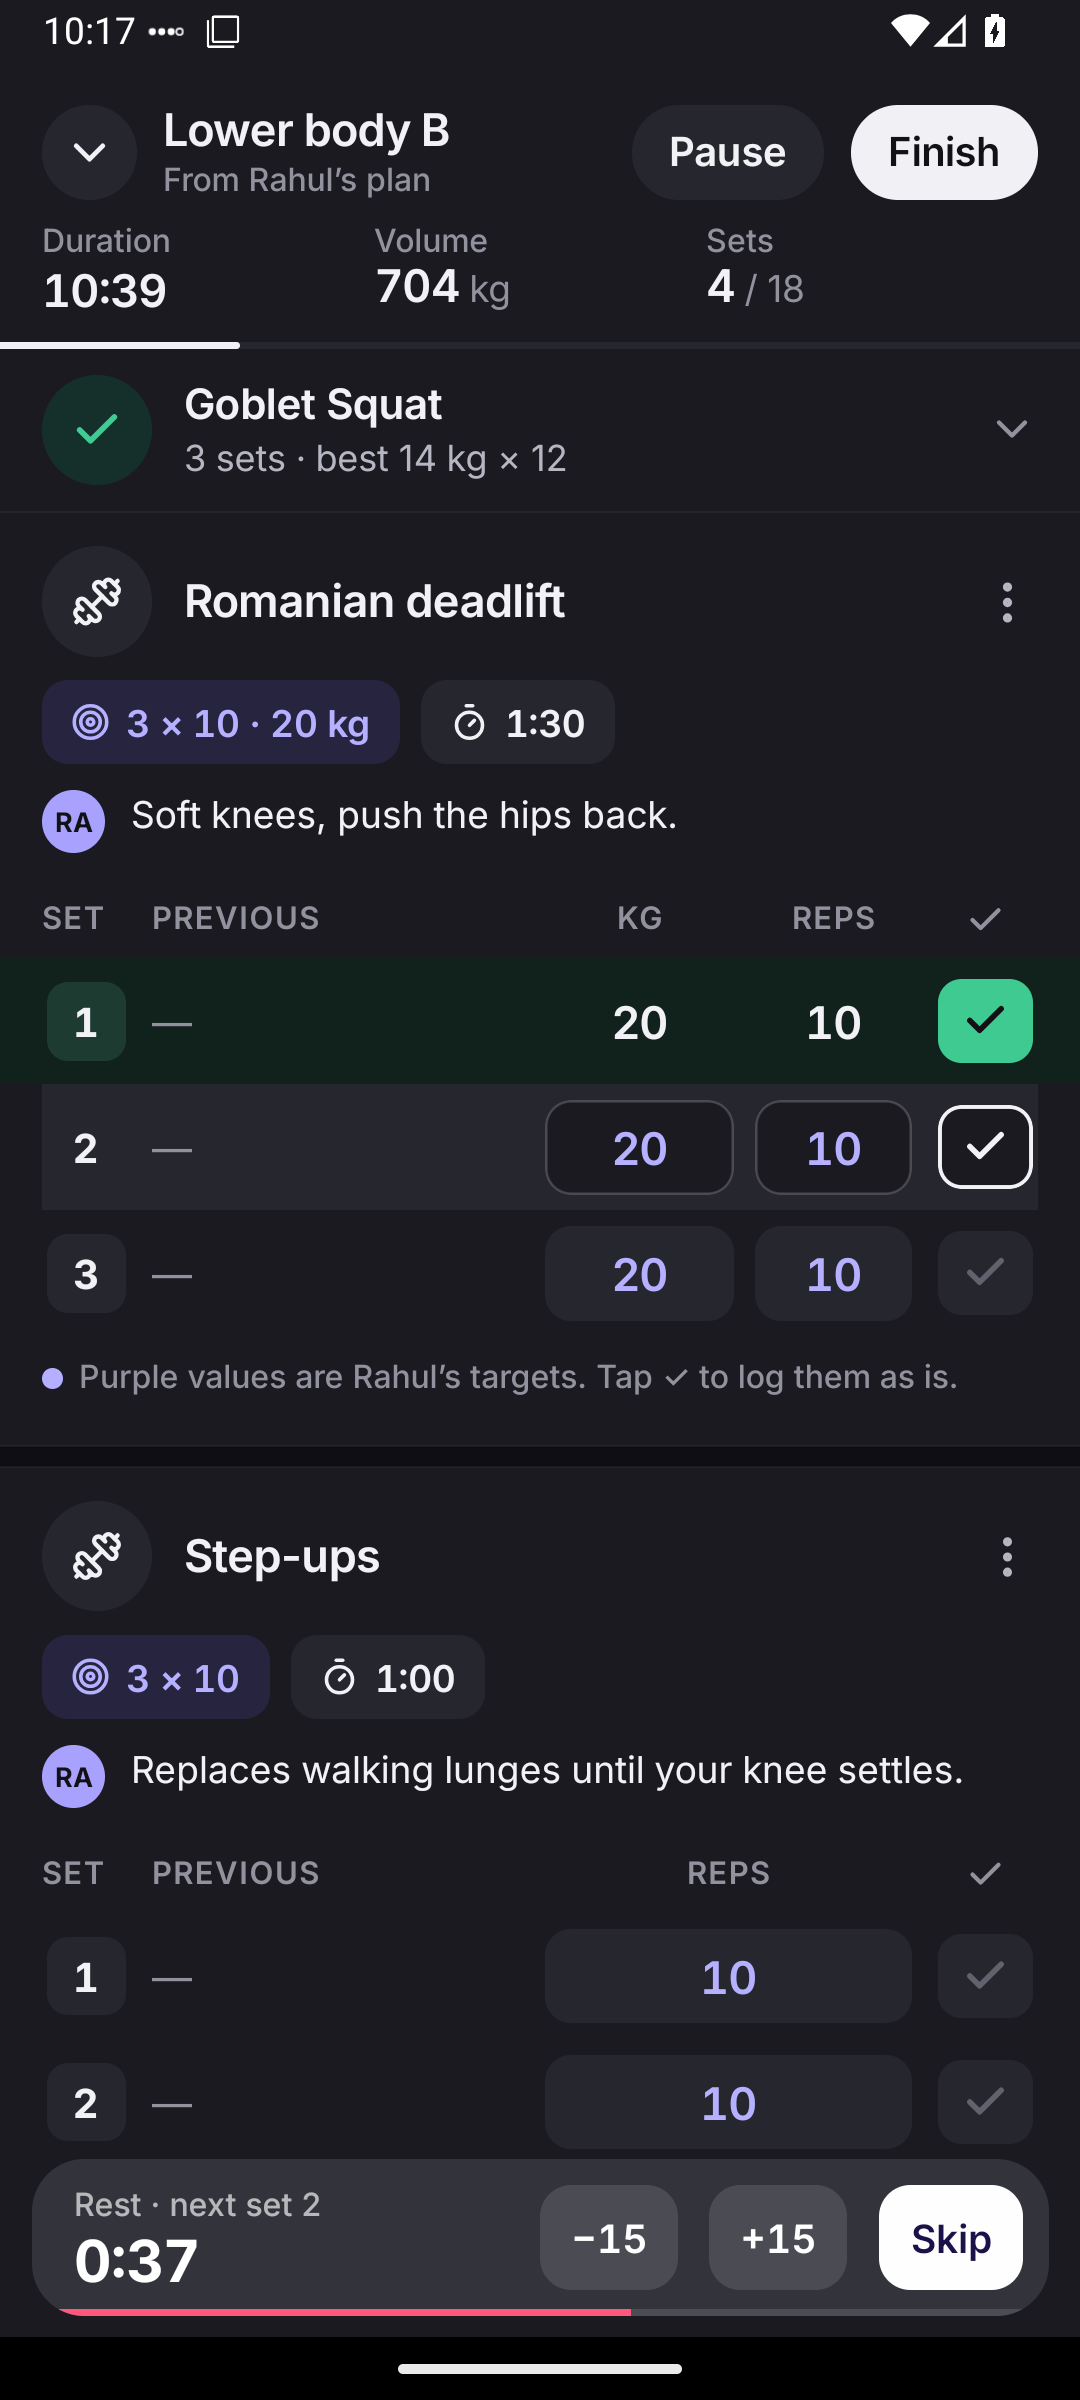 10:17
Lower body B
From Rahul's plan
Pause
Finish
Duration
10:39
Volume
704 kg
Sets
4 / 18
Goblet Squat
3 sets · best 14 kg × 12
Romanian deadlift
3 × 10 · 20 kg
1:30
RA
Soft knees, push the hips back.
SET PREVIOUS KG REPS ✓
1 — 20 10 ✓
2 — 20 10 ✓
3 — 20 10 ✓
Purple values are Rahul's targets. Tap ✓ to log them as is.
Step-ups
3 × 10
1:00
RA
Replaces walking lunges until your knee settles.
SET PREVIOUS REPS ✓
1 — 10 ✓
2 — 10 ✓
Rest · next set 2
0:37
−15
+15
Skip